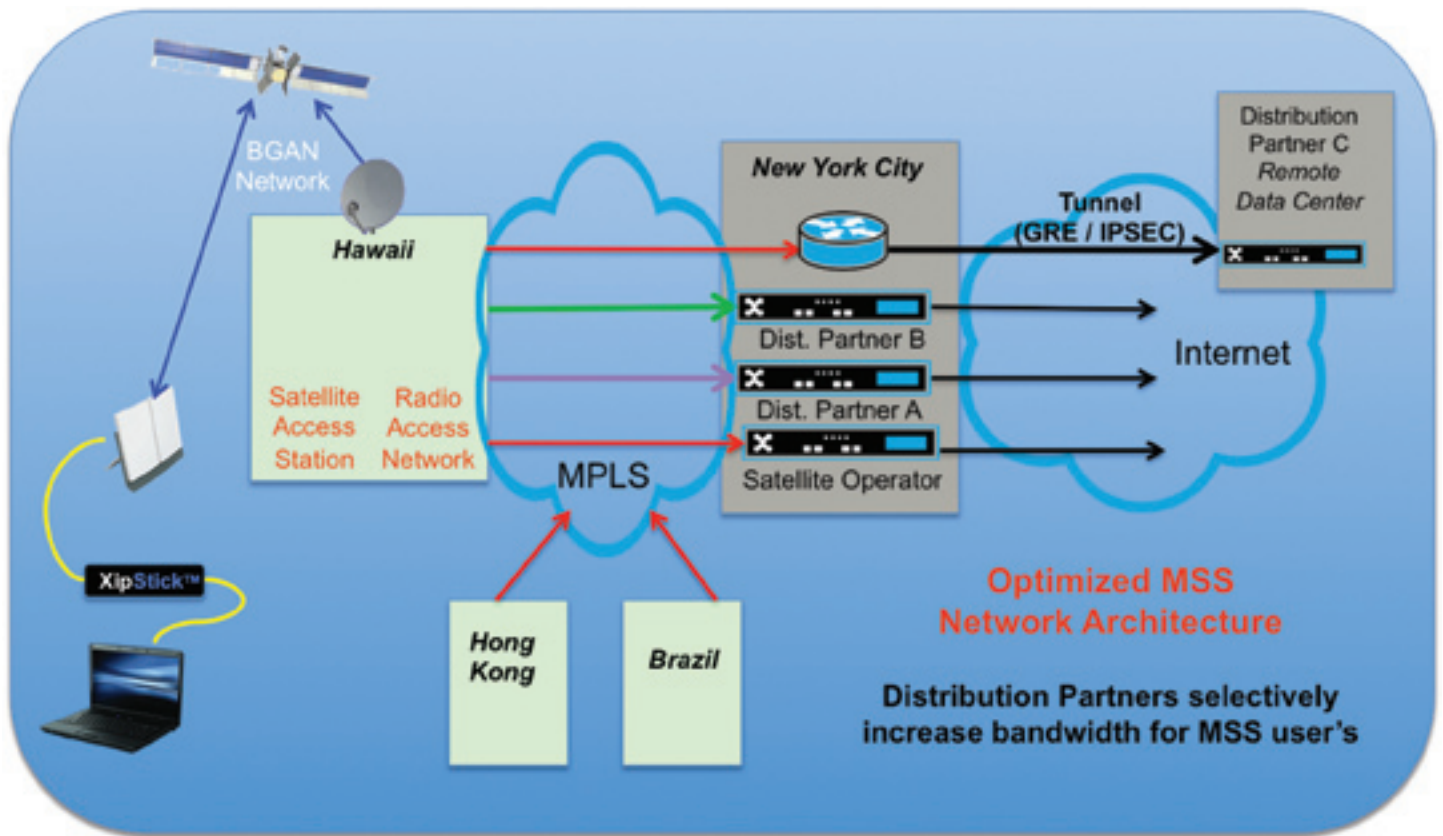 BGAN
Network
Hawaii
Satellite
Access
Station
Radio
Access
Network
MPLS
Hong
Kong
Brazil
New York City
Dist. Partner B
Dist. Partner A
Satellite Operator
Tunnel
(GRE / IPSEC)
Internet
Distribution
Partner C
Remote
Data Center
XipStick™
Optimized MSS
Network Architecture
Distribution Partners selectively
increase bandwidth for MSS user's